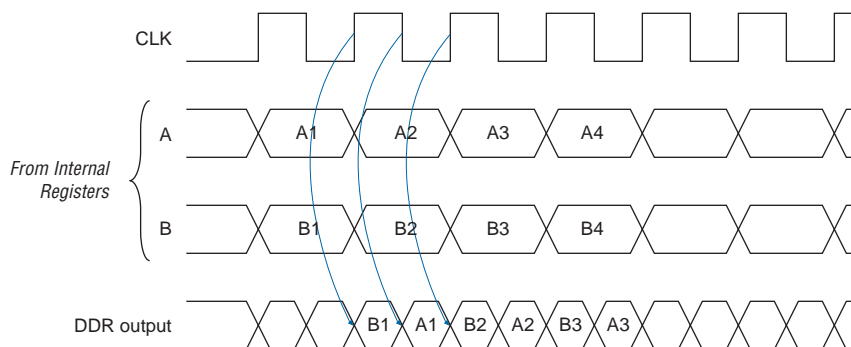 CLK
A
A1 A2 A3 A4
From Internal
Registers
B
B1 B2 B3 B4
DDR output
B1 A1 B2 A2 B3 A3